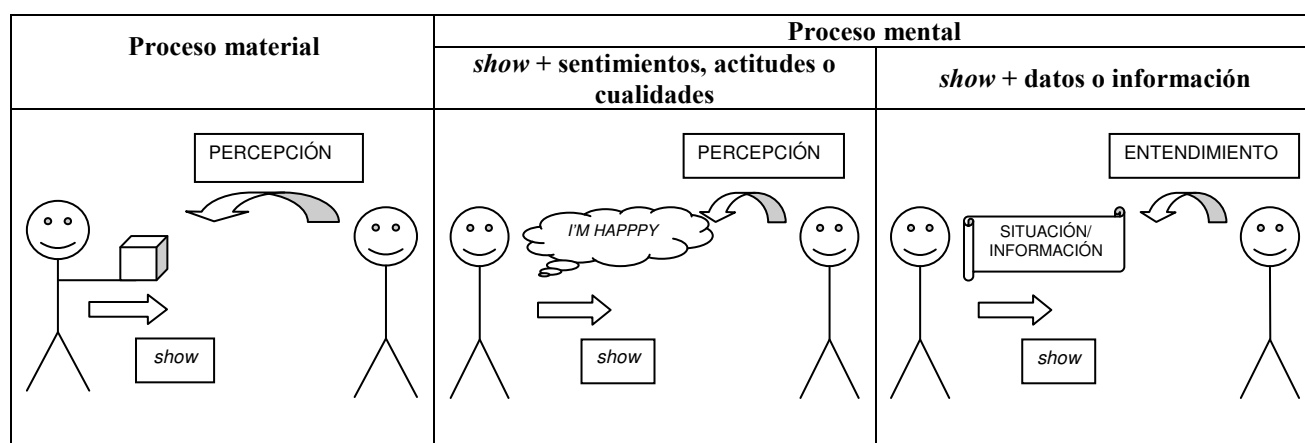 Proceso material
Proceso mental
show + sentimientos, actitudes o
cualidades
show + datos o información
PERCEPCIÓN
show
PERCEPCIÓN
I'M HAPPPY
show
ENTENDIMIENTO
SITUACIÓN/
INFORMACIÓN
show